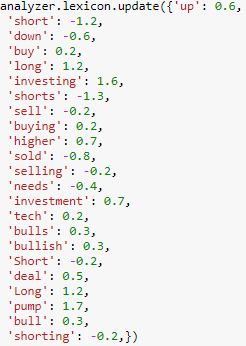 analyzer.lexicon.update({'up': 0.6,
'short': -1.2,
'down': -0.6,
'buy': 0.2,
'long': 1.2,
'investing': 1.6,
'shorts': -1.3,
'sell': -0.2,
'buying': 0.2,
'higher': 0.7,
'sold': -0.8,
'selling': -0.2,
'needs': -0.4,
'investment': 0.7,
'tech': 0.2,
'bulls': 0.3,
'bullish': 0.3,
'Short': -0.2,
'deal': 0.5,
'Long': 1.2,
'pump': 1.7,
'bull': 0.3,
'shorting': -0.2,})